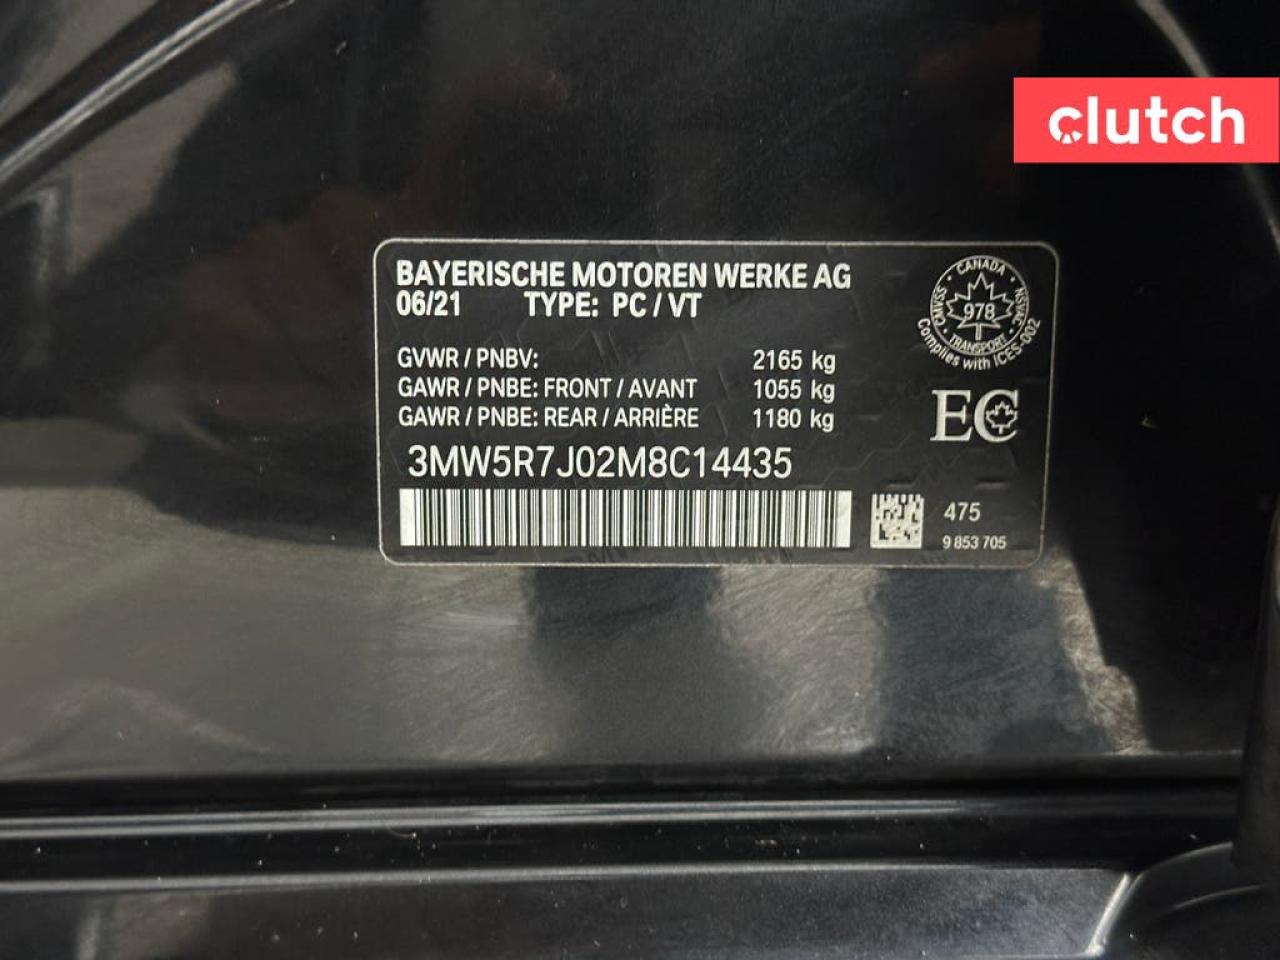 clutch
BAYERISCHE MOTOREN WERKE AG
06/21 TYPE: PC / VT
GVWR / PNBV: 2165 kg
GAWR / PNBE: FRONT / AVANT 1055 kg
GAWR / PNBE: REAR / ARRIÈRE 1180 kg
3MW5R7J02M8C14435
CANADA
CMVSS
978
NSVAC
TRANSPORT
Complies with ICES-002
EC
475
9 853 705